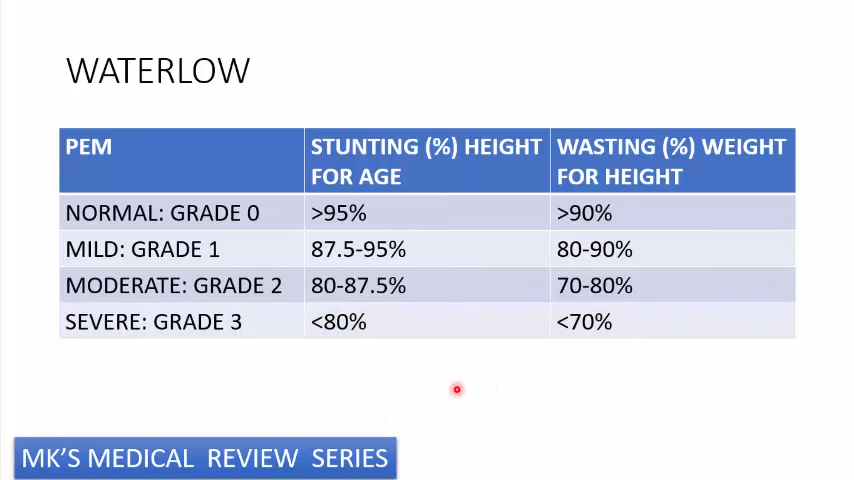 WATERLOW
PEM
STUNTING (%) HEIGHT
FOR AGE
WASTING (%) WEIGHT
FOR HEIGHT
NORMAL: GRADE 0
>95%
>90%
MILD: GRADE 1
87.5-95%
80-90%
MODERATE: GRADE 2
80-87.5%
70-80%
SEVERE: GRADE 3
<80%
<70%
MK'S MEDICAL REVIEW SERIES